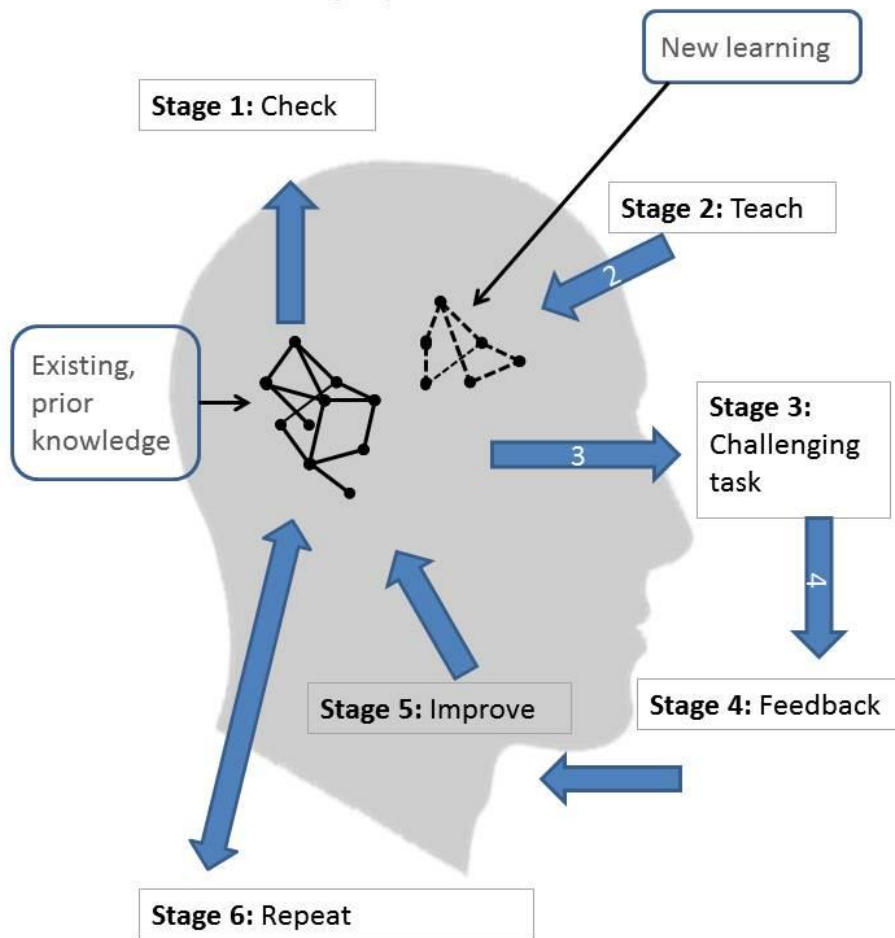 New learning
Stage 1: Check
Stage 2: Teach
2
Existing,
prior
knowledge
Stage 3:
Challenging
task
3
4
Stage 5: Improve
Stage 4: Feedback
Stage 6: Repeat